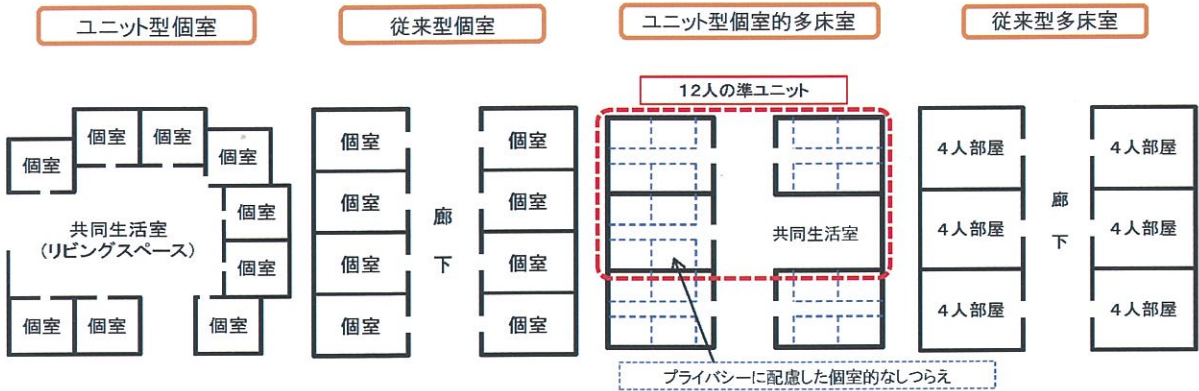 ユニット型個室
従来型個室
ユニット型個室的多床室
従来型多床室
12人の準ユニット
個室
個室
個室
個室
個室
個室
共同生活室
(リビングスペース)
個室
個室
個室
個室
個室
個室
個室
個室
廊
下
個室
個室
個室
個室
共同生活室
プライバシーに配慮した個室的なしつらえ
4人部屋
4人部屋
4人部屋
廊
下
4人部屋
4人部屋
4人部屋